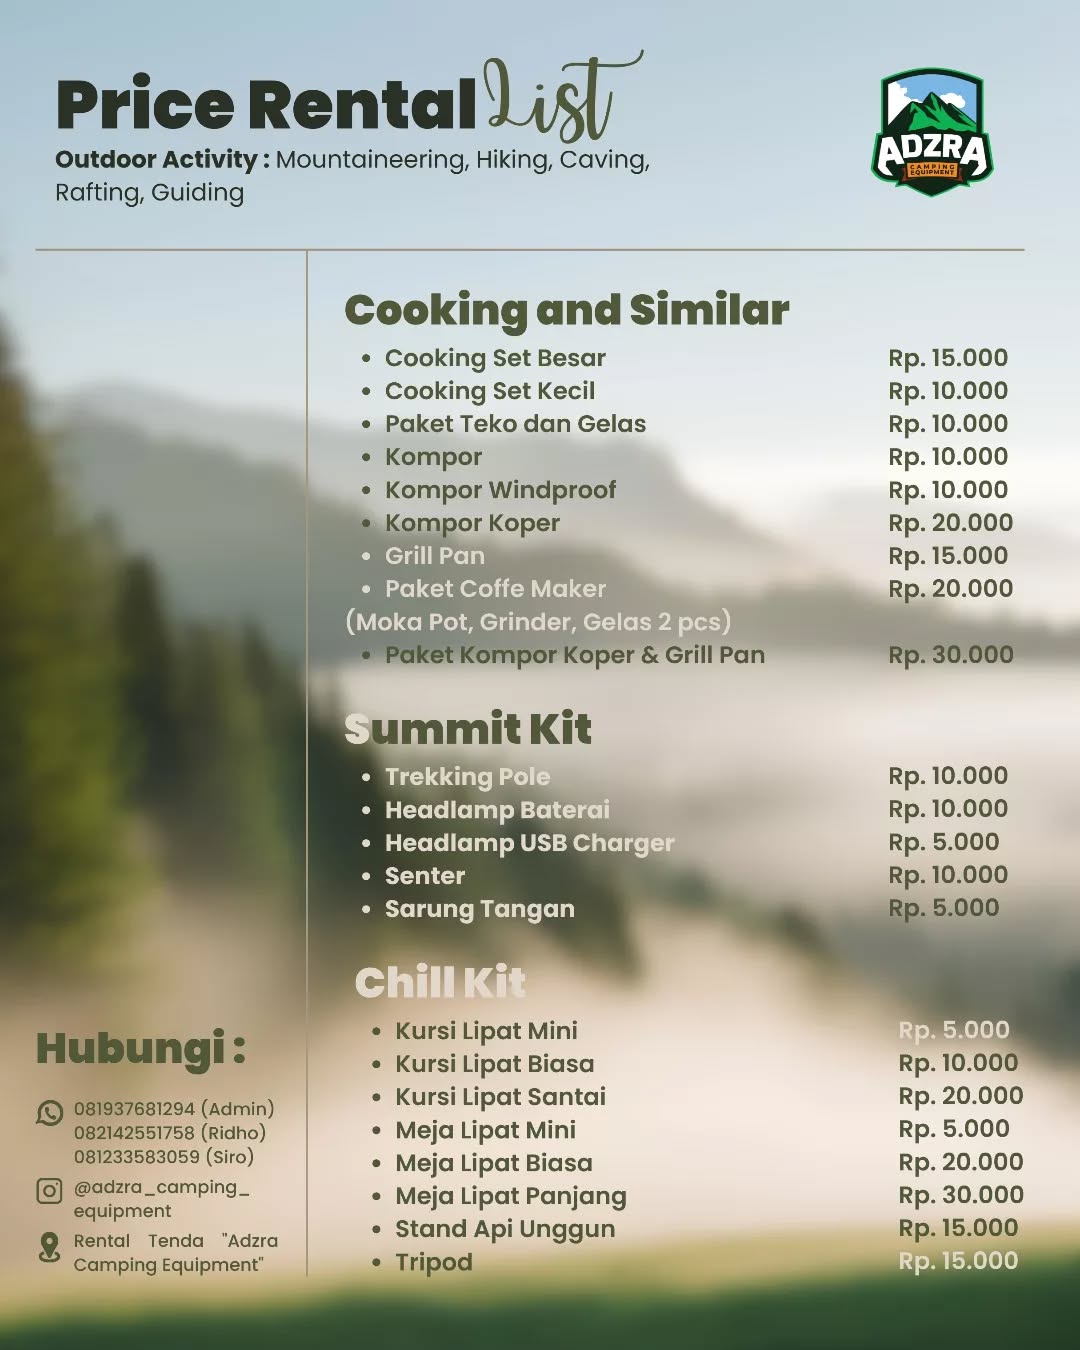 Price Rental List
Outdoor Activity : Mountaineering, Hiking, Caving,
Rafting, Guiding
ADZRA
CAMPING
EQUIPMENT
Cooking and Similar
• Cooking Set Besar Rp. 15.000
• Cooking Set Kecil Rp. 10.000
• Paket Teko dan Gelas Rp. 10.000
• Kompor Rp. 10.000
• Kompor Windproof Rp. 10.000
• Kompor Koper Rp. 20.000
• Grill Pan Rp. 15.000
• Paket Coffe Maker Rp. 20.000
(Moka Pot, Grinder, Gelas 2 pcs)
• Paket Kompor Koper & Grill Pan Rp. 30.000
Summit Kit
• Trekking Pole Rp. 10.000
• Headlamp Baterai Rp. 10.000
• Headlamp USB Charger Rp. 5.000
• Senter Rp. 10.000
• Sarung Tangan Rp. 5.000
Chill Kit
• Kursi Lipat Mini Rp. 5.000
• Kursi Lipat Biasa Rp. 10.000
• Kursi Lipat Santai Rp. 20.000
• Meja Lipat Mini Rp. 5.000
• Meja Lipat Biasa Rp. 20.000
• Meja Lipat Panjang Rp. 30.000
• Stand Api Unggun Rp. 15.000
• Tripod Rp. 15.000
Hubungi :
081937681294 (Admin)
082142551758 (Ridho)
081233583059 (Siro)
@adzra_camping_
equipment
Rental Tenda "Adzra
Camping Equipment"